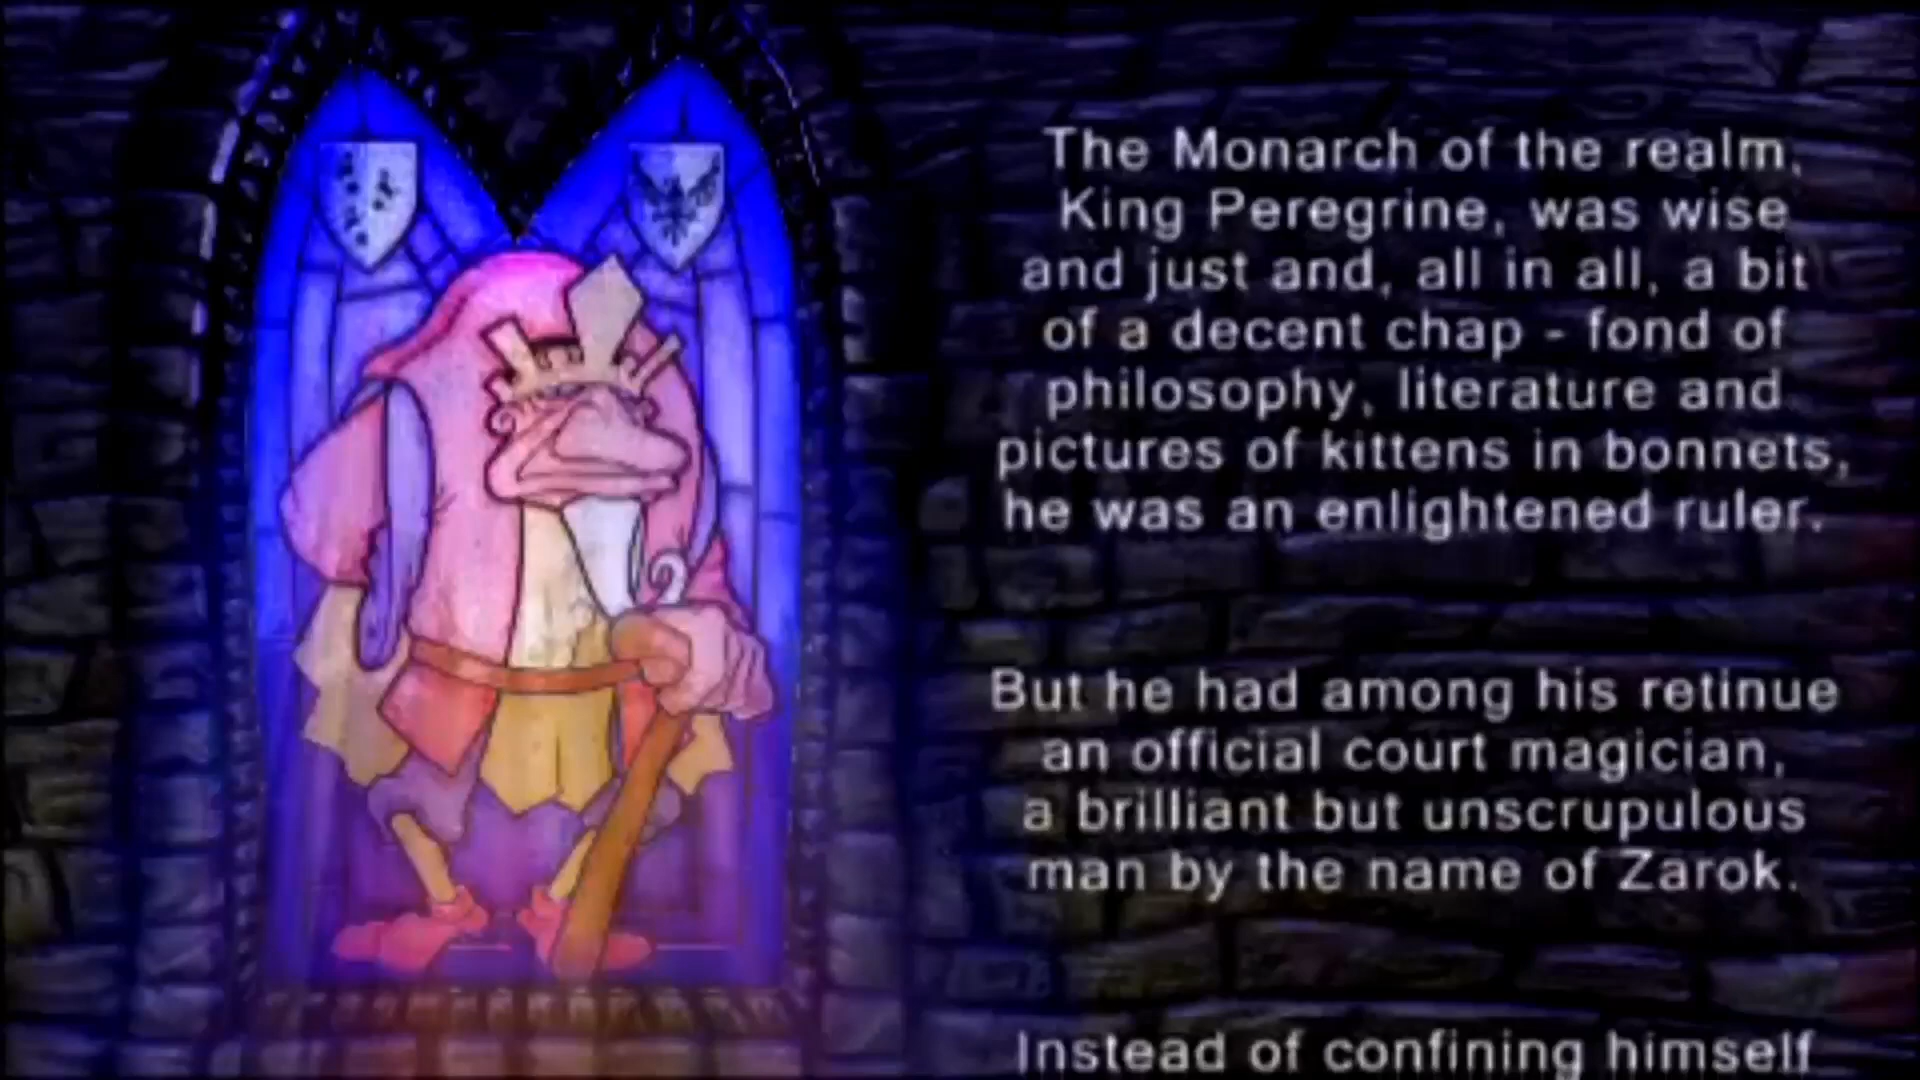 The Monarch of the realm,
King Peregrine, was wise
and just and, all in all, a bit
of a decent chap - fond of
philosophy, literature and
pictures of kittens in bonnets,
he was an enlightened ruler.
But he had among his retinue
an official court magician,
a brilliant but unscrupulous
man by the name of Zarok.
Instead of confining himself